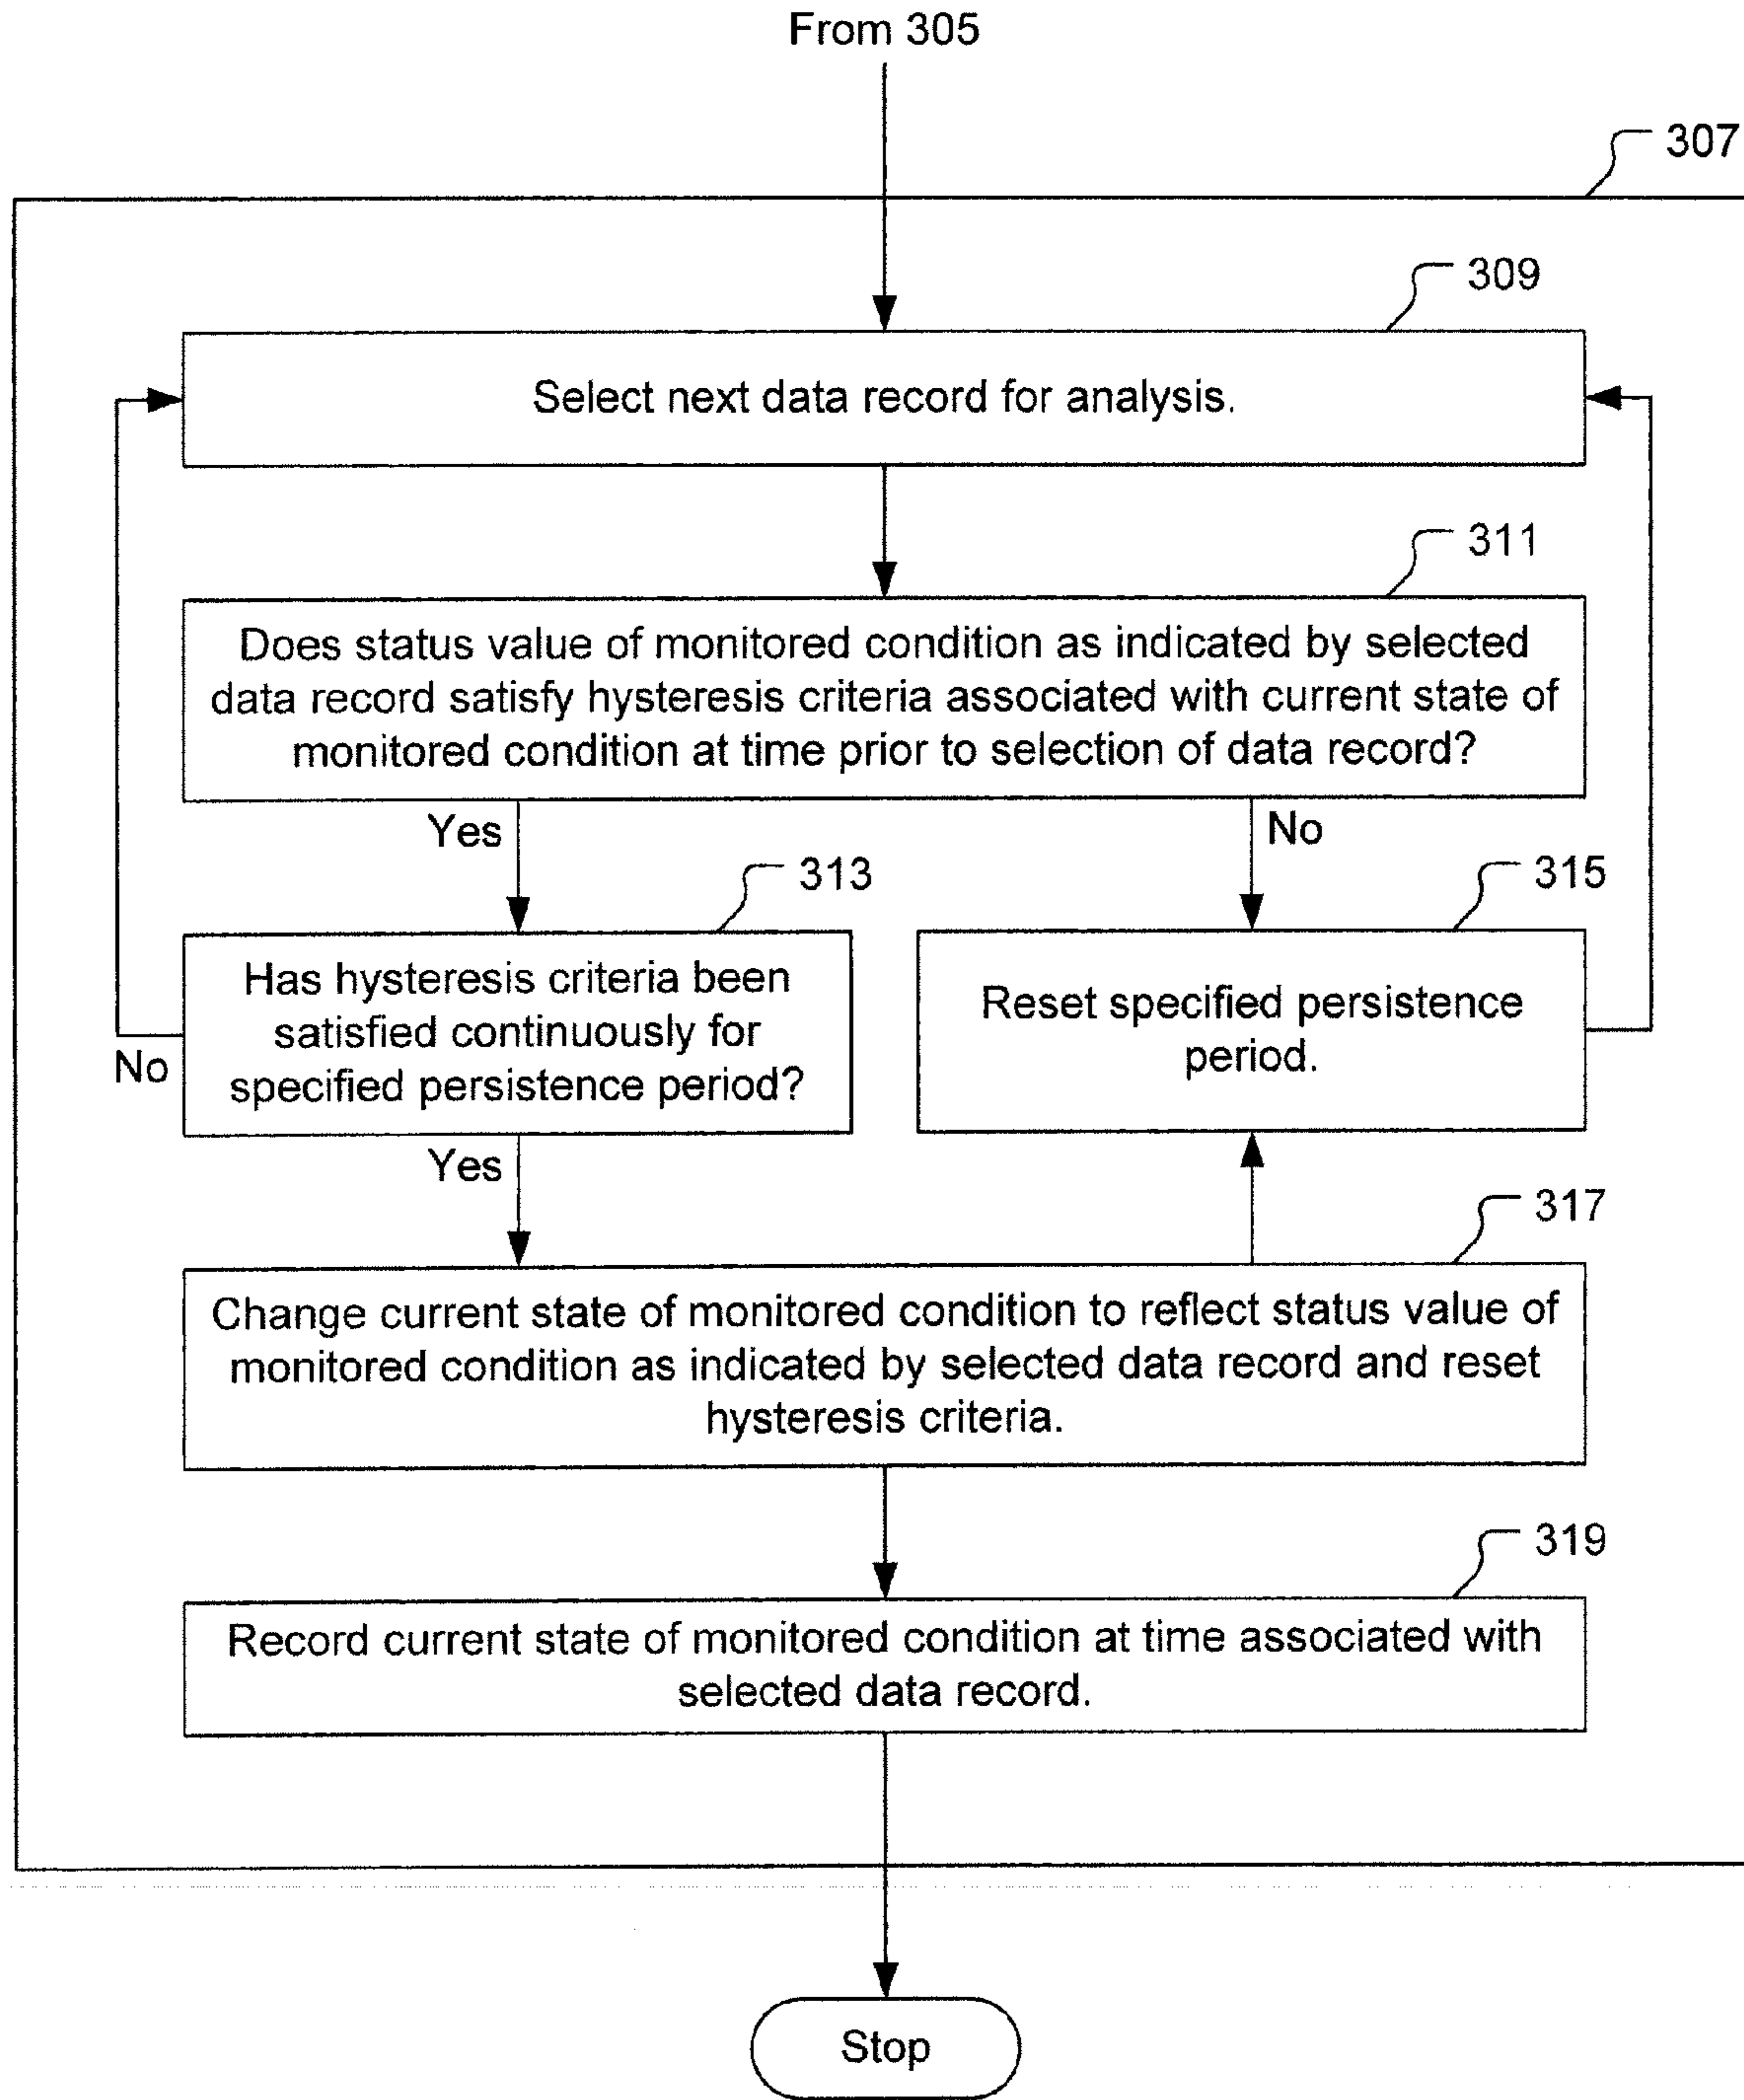 From 305
307
309
Select next data record for analysis.
311
Does status value of monitored condition as indicated by selected
data record satisfy hysteresis criteria associated with current state of
monitored condition at time prior to selection of data record?
Yes
No
313
315
Has hysteresis criteria been
satisfied continuously for
specified persistence period?
Reset specified persistence
period.
No
Yes
317
Change current state of monitored condition to reflect status value of
monitored condition as indicated by selected data record and reset
hysteresis criteria.
319
Record current state of monitored condition at time associated with
selected data record.
Stop